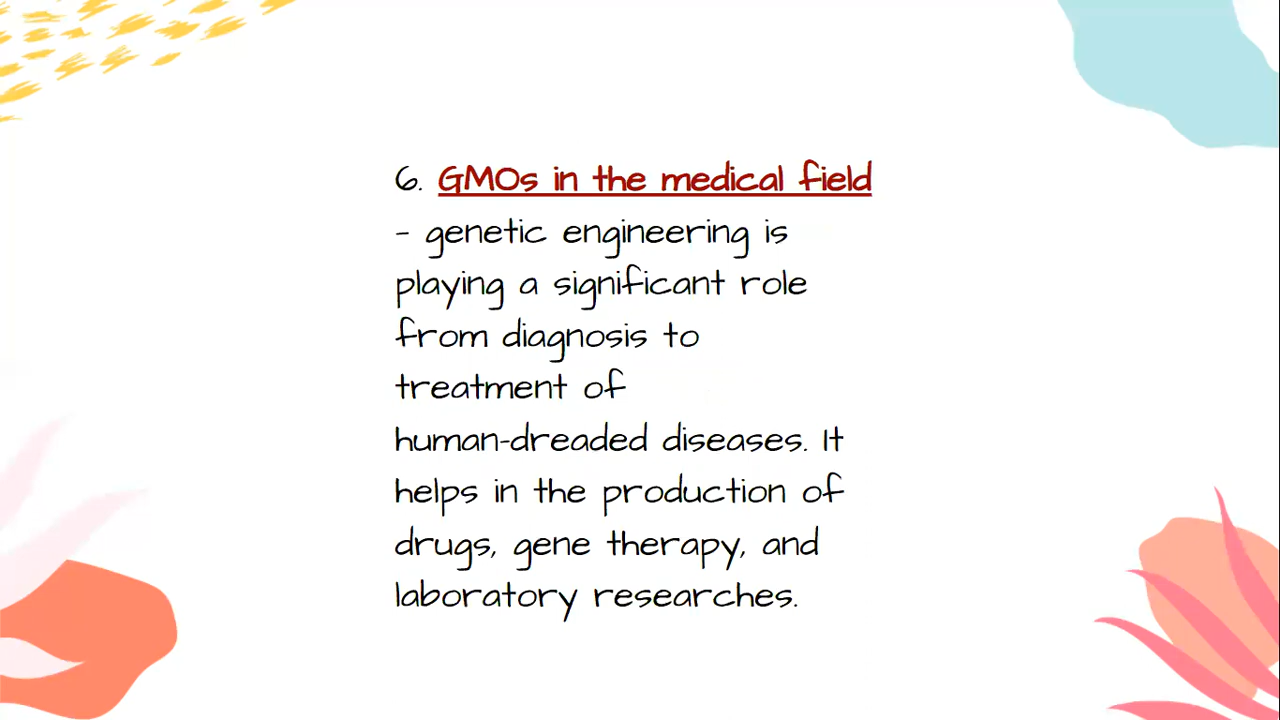 6. GMOs in the medical field
- genetic engineering is
playing a significant role
from diagnosis to
treatment of
human-dreaded diseases. It
helps in the production of
drugs, gene therapy, and
laboratory researches.